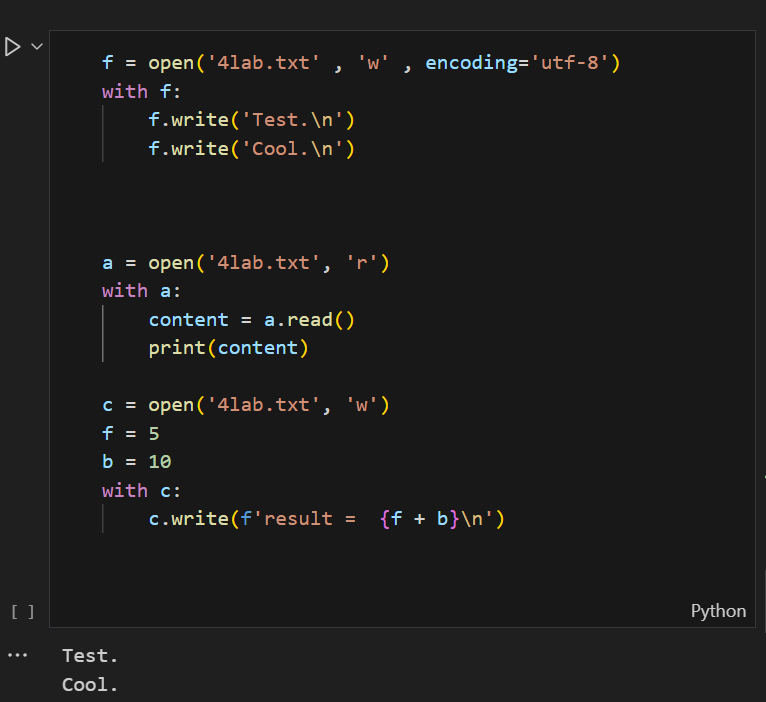 f = open('4lab.txt' , 'w' , encoding='utf-8')
with f:
    f.write('Test.\n')
    f.write('Cool.\n')
a = open('4lab.txt', 'r')
with a:
    content = a.read()
    print(content)
c = open('4lab.txt', 'w')
f = 5
b = 10
with c:
    c.write(f'result =  {f + b}\n')
[ ]
Python
Test.
Cool.